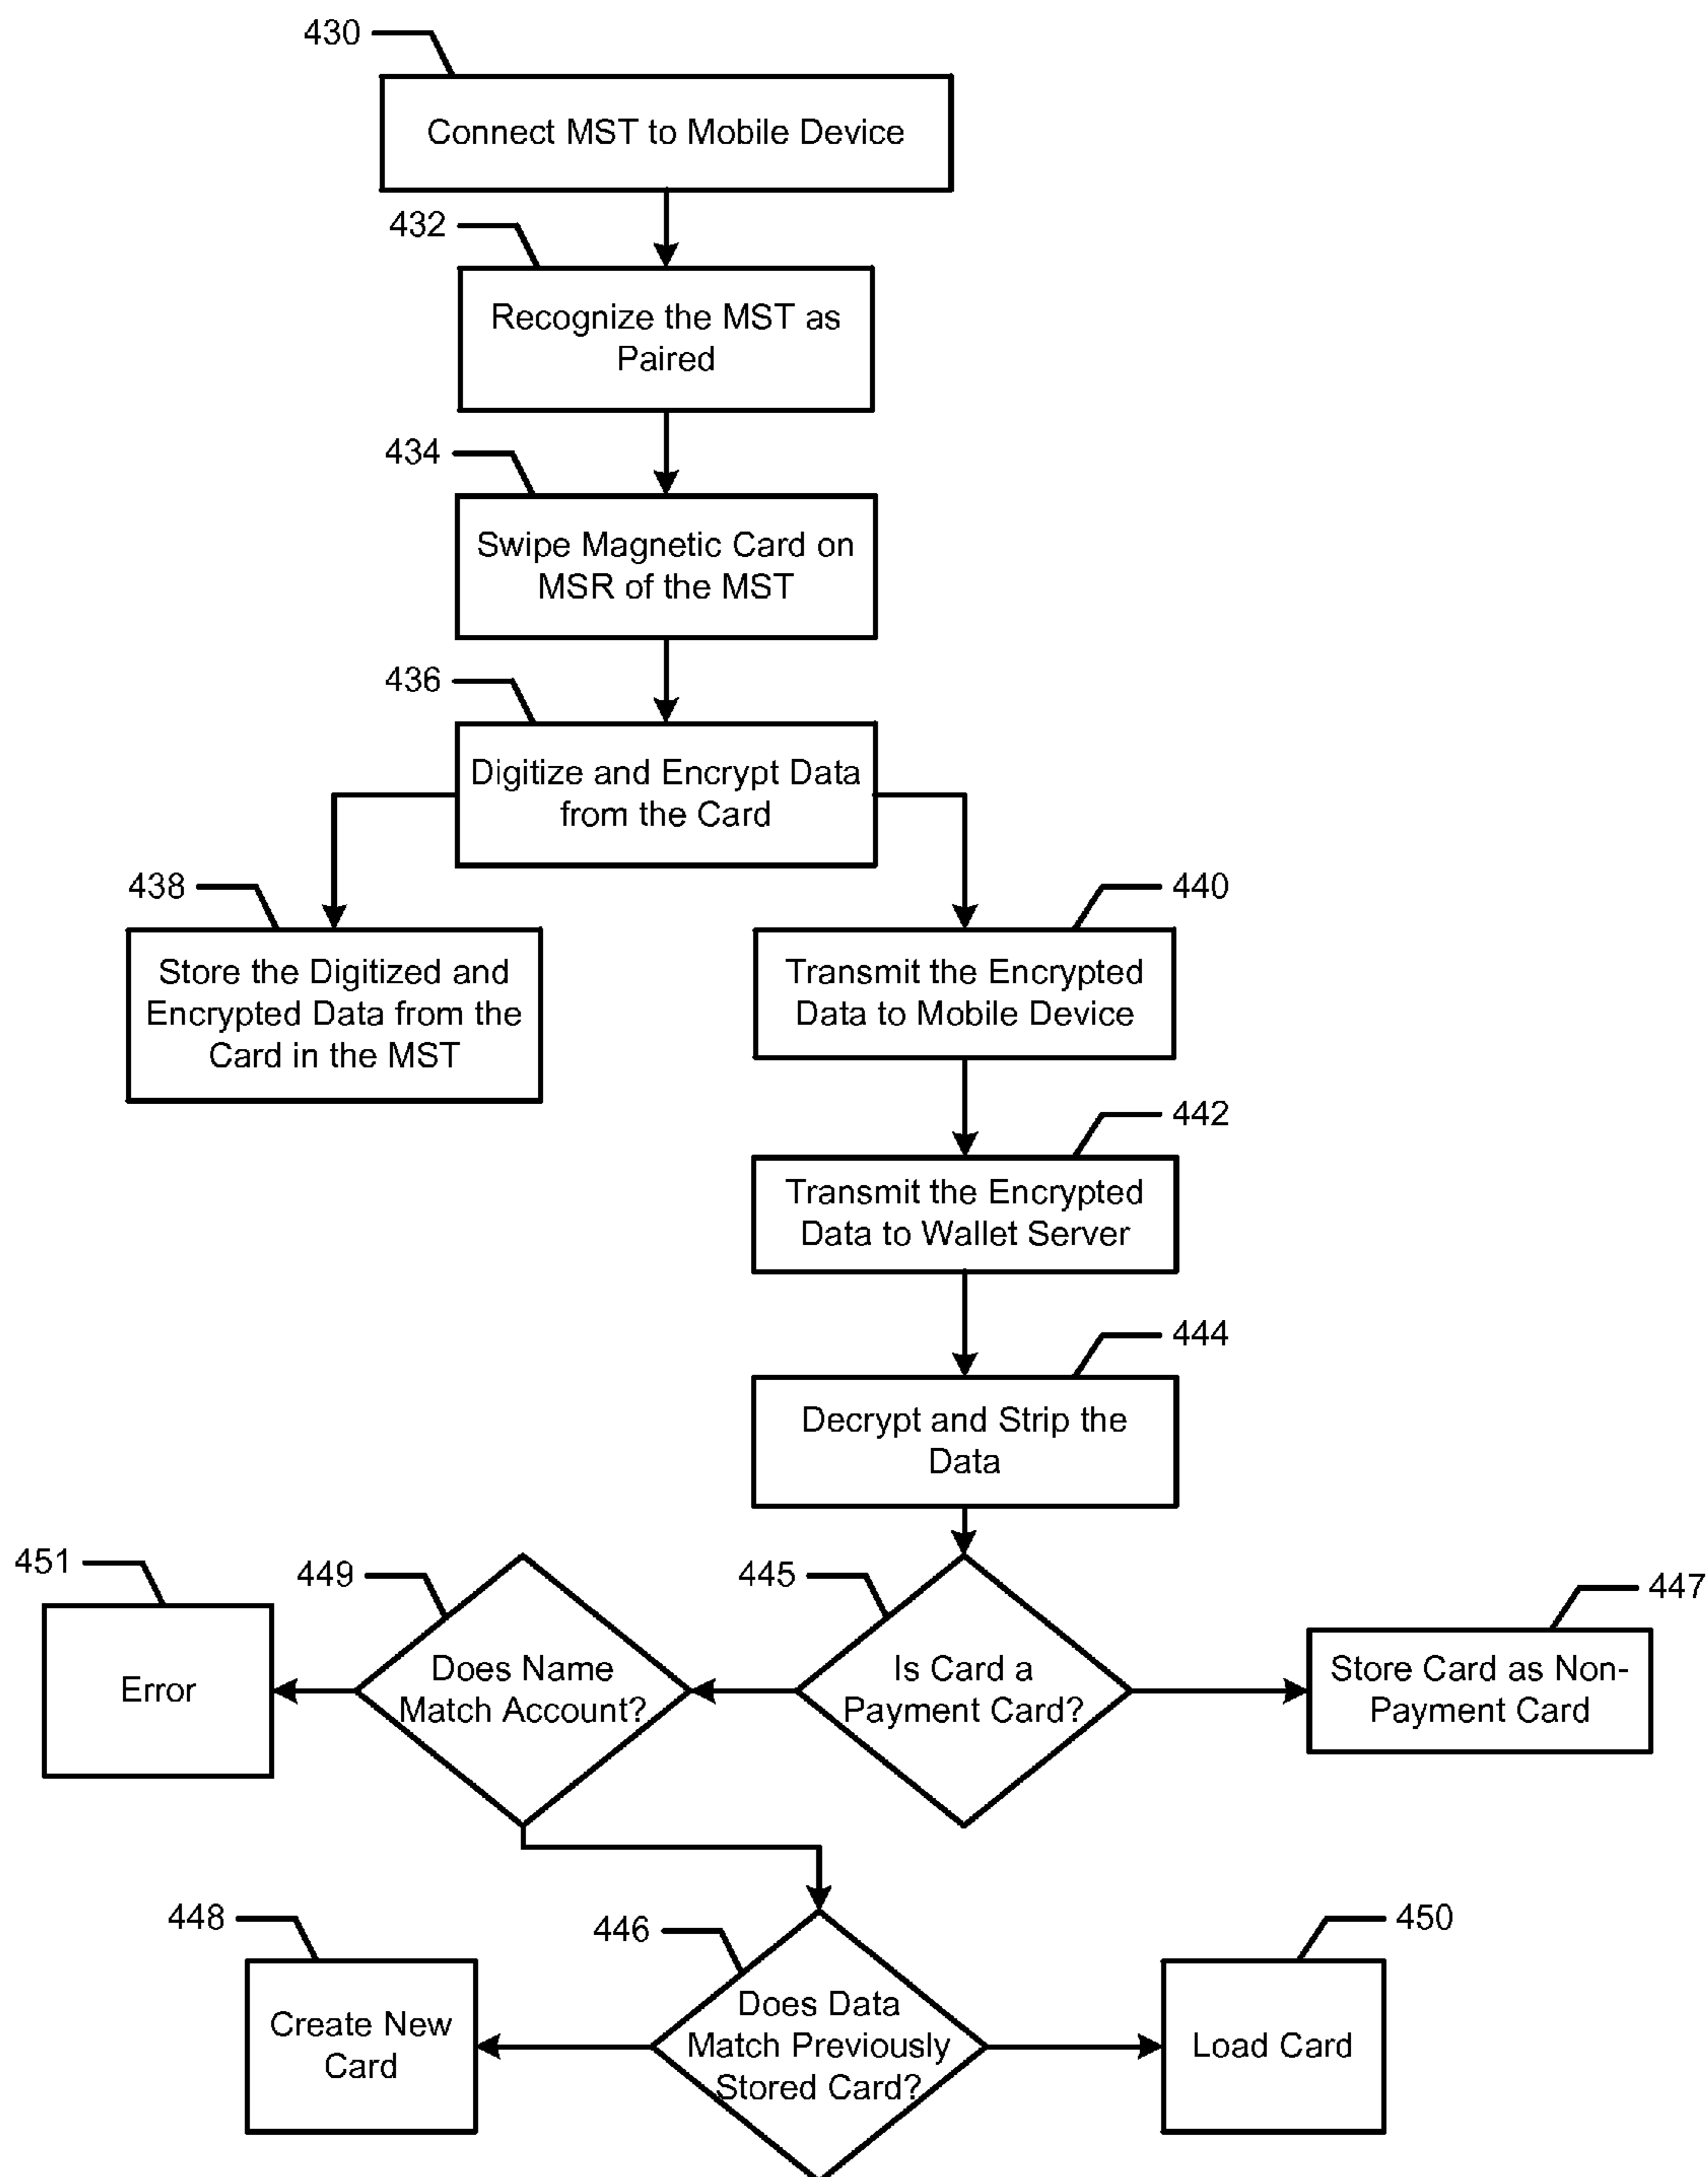 430
Connect MST to Mobile Device
432
Recognize the MST as
Paired
434
Swipe Magnetic Card on
MSR of the MST
436
Digitize and Encrypt Data
from the Card
438
Store the Digitized and
Encrypted Data from the
Card in the MST
440
Transmit the Encrypted
Data to Mobile Device
442
Transmit the Encrypted
Data to Wallet Server
444
Decrypt and Strip the
Data
451
Error
449
Does Name
Match Account?
445
Is Card a
Payment Card?
447
Store Card as Non-
Payment Card
448
Create New
Card
446
Does Data
Match Previously
Stored Card?
450
Load Card